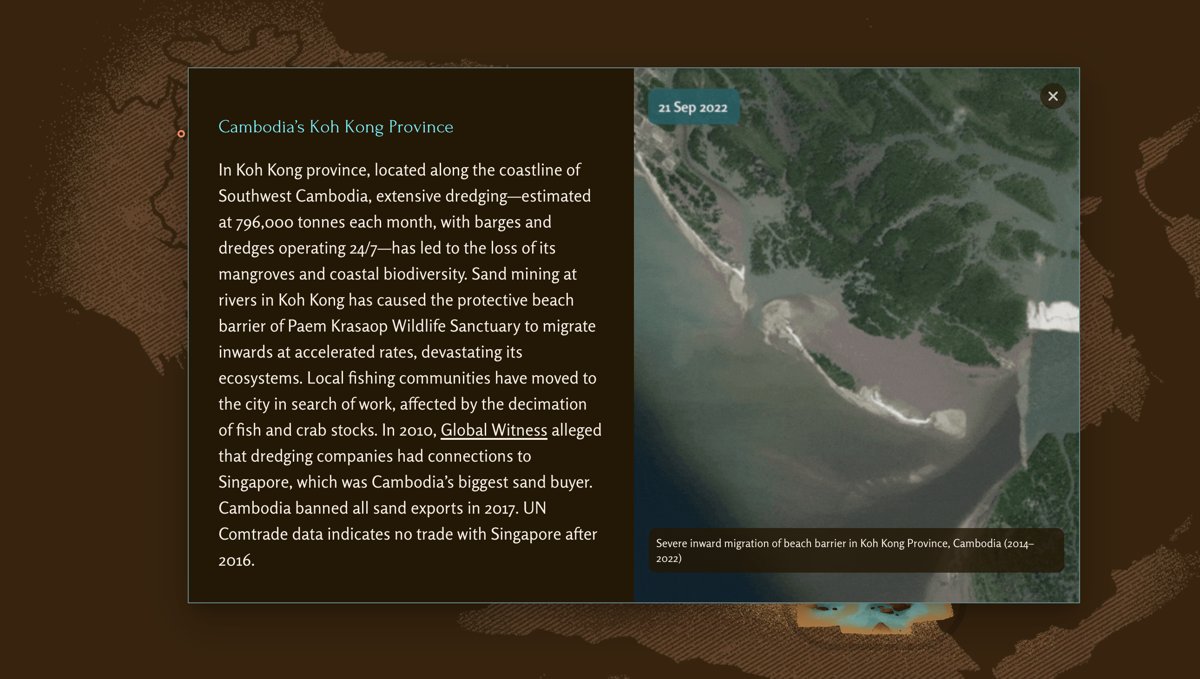 Cambodia’s Koh Kong Province
In Koh Kong province, located along the coastline of
Southwest Cambodia, extensive dredging—estimated
at 796,000 tonnes each month, with barges and
dredges operating 24/7—has led to the loss of its
mangroves and coastal biodiversity. Sand mining at
rivers in Koh Kong has caused the protective beach
barrier of Paem Krasaop Wildlife Sanctuary to migrate
inwards at accelerated rates, devastating its
ecosystems. Local fishing communities have moved to
the city in search of work, affected by the decimation
of fish and crab stocks. In 2010, Global Witness alleged
that dredging companies had connections to
Singapore, which was Cambodia’s biggest sand buyer.
Cambodia banned all sand exports in 2017. UN
Comtrade data indicates no trade with Singapore after
2016.
21 Sep 2022
Severe inward migration of beach barrier in Koh Kong Province, Cambodia (2014–
2022)